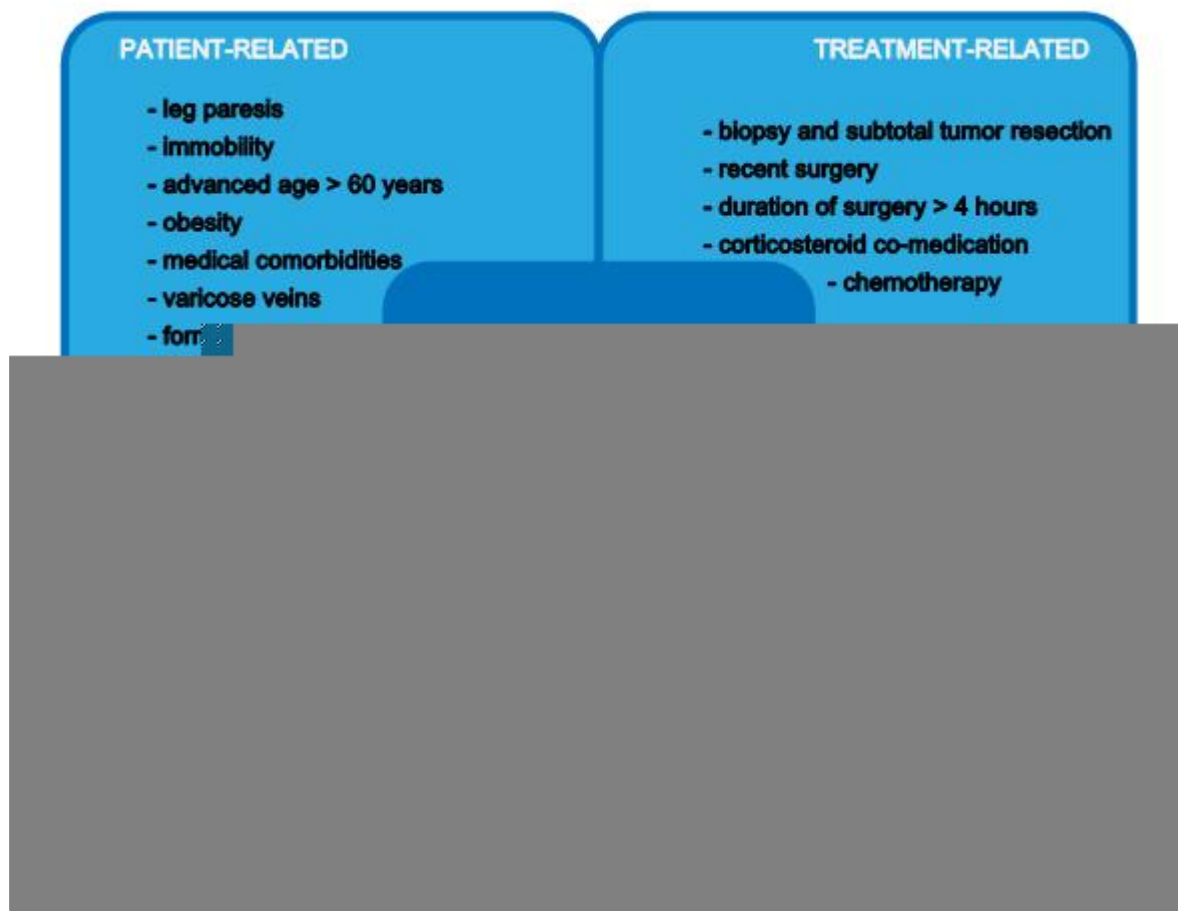 PATIENT-RELATED
- leg paresis
- immobility
- advanced age > 60 years
- obesity
- medical comorbidities
- varicose veins
TREATMENT-RELATED
- biopsy and subtotal tumor resection
- recent surgery
- duration of surgery > 4 hours
- corticosteroid co-medication
- chemotherapy